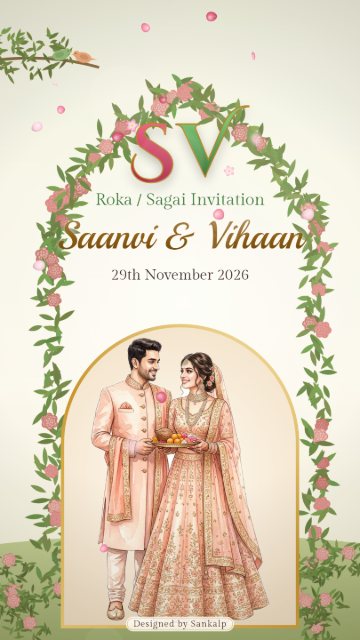 SV
Roka / Sagai Invitation
Saanvi & Vihaan
29th November 2026
Designed by Sankalp